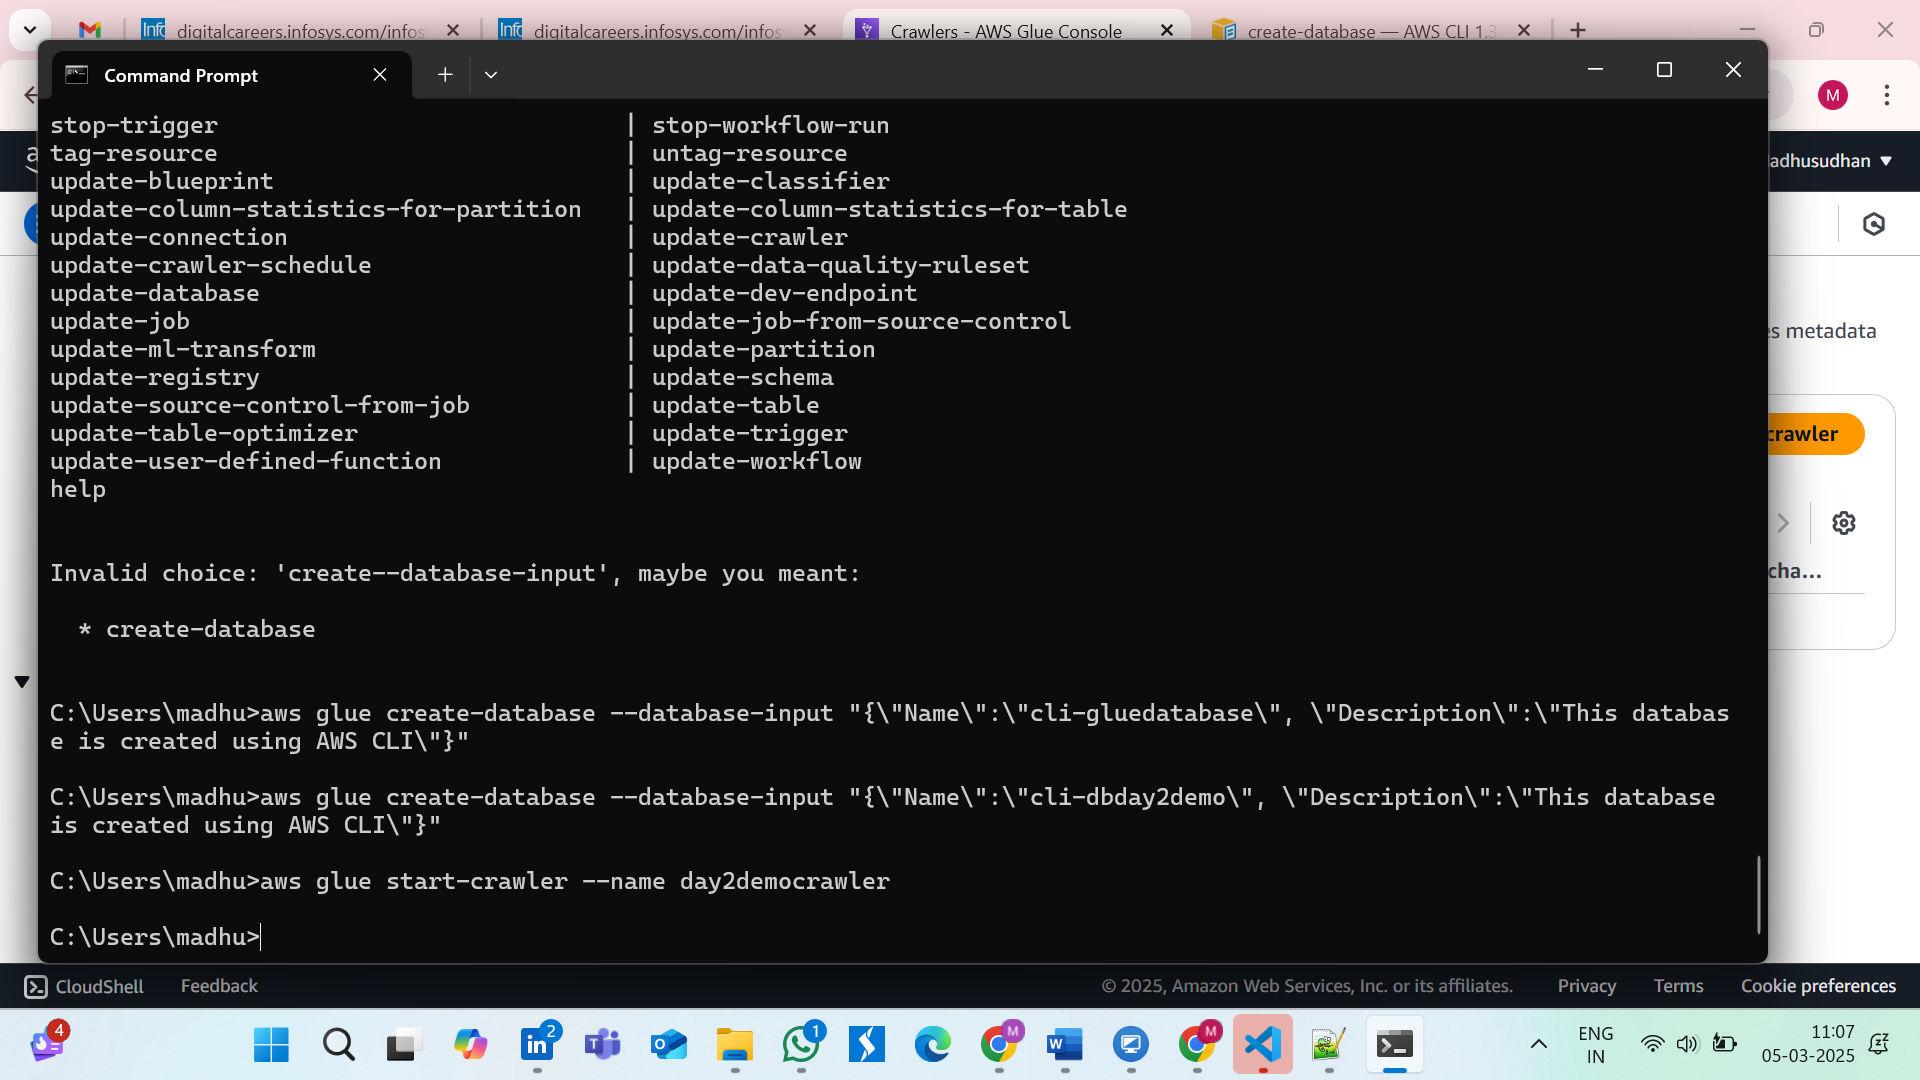 digitalcareers.infosys.com/infos
digitalcareers.infosys.com/infos
Crawlers - AWS Glue Console
create-database — AWS CLI 1.3
Command Prompt
M
adhusudhan
stop-trigger | stop-workflow-run
tag-resource | untag-resource
update-blueprint | update-classifier
update-column-statistics-for-partition | update-column-statistics-for-table
update-connection | update-crawler
update-crawler-schedule | update-data-quality-ruleset
update-database | update-dev-endpoint
update-job | update-job-from-source-control
update-ml-transform | update-partition
update-registry | update-schema
update-source-control-from-job | update-table
update-table-optimizer | update-trigger
update-user-defined-function | update-workflow
help
es metadata
crawler
cha...
Invalid choice: 'create--database-input', maybe you meant:
* create-database
C:\Users\madhu>aws glue create-database --database-input "{\"Name\":\"cli-gluedatabase\", \"Description\":\"This databas
e is created using AWS CLI\"}"
C:\Users\madhu>aws glue create-database --database-input "{\"Name\":\"cli-dbday2demo\", \"Description\":\"This database
is created using AWS CLI\"}"
C:\Users\madhu>aws glue start-crawler --name day2democrawler
C:\Users\madhu>
CloudShell Feedback © 2025, Amazon Web Services, Inc. or its affiliates. Privacy Terms Cookie preferences
4
2
1
M
M
ENG
IN
11:07
05-03-2025